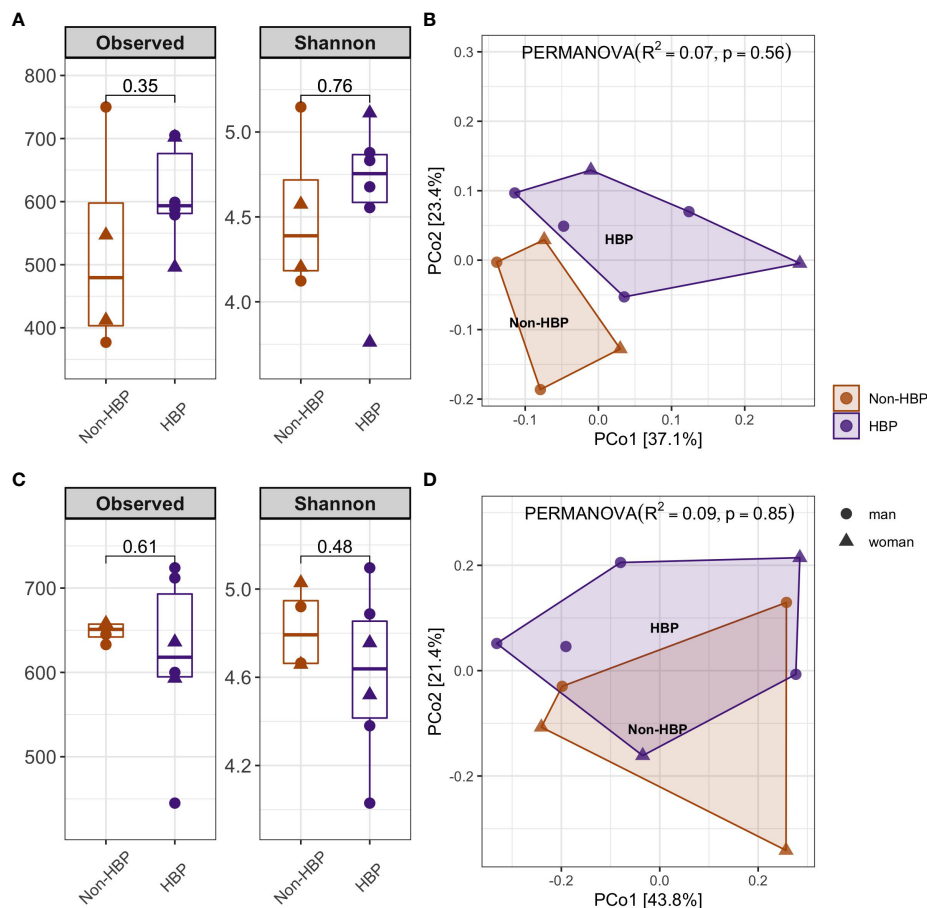 A
Observed
Shannon
0.35
0.76
800
700
600
500
400
5.0
4.5
4.0
Non-HBP
HBP
Non-HBP
HBP
B
PERMANOVA(R² = 0.07, p = 0.56)
PCo2 [23.4%]
0.3
0.2
0.1
0.0
-0.1
-0.2
HBP
Non-HBP
-0.1
0.0
0.1
0.2
PCo1 [37.1%]
Non-HBP
HBP
C
Observed
Shannon
0.61
0.48
700
600
500
5.0
4.6
4.2
Non-HBP
HBP
Non-HBP
HBP
D
PERMANOVA(R² = 0.09, p = 0.85)
PCo2 [21.4%]
0.2
0.0
-0.2
HBP
Non-HBP
-0.2
0.0
0.2
PCo1 [43.8%]
man
woman